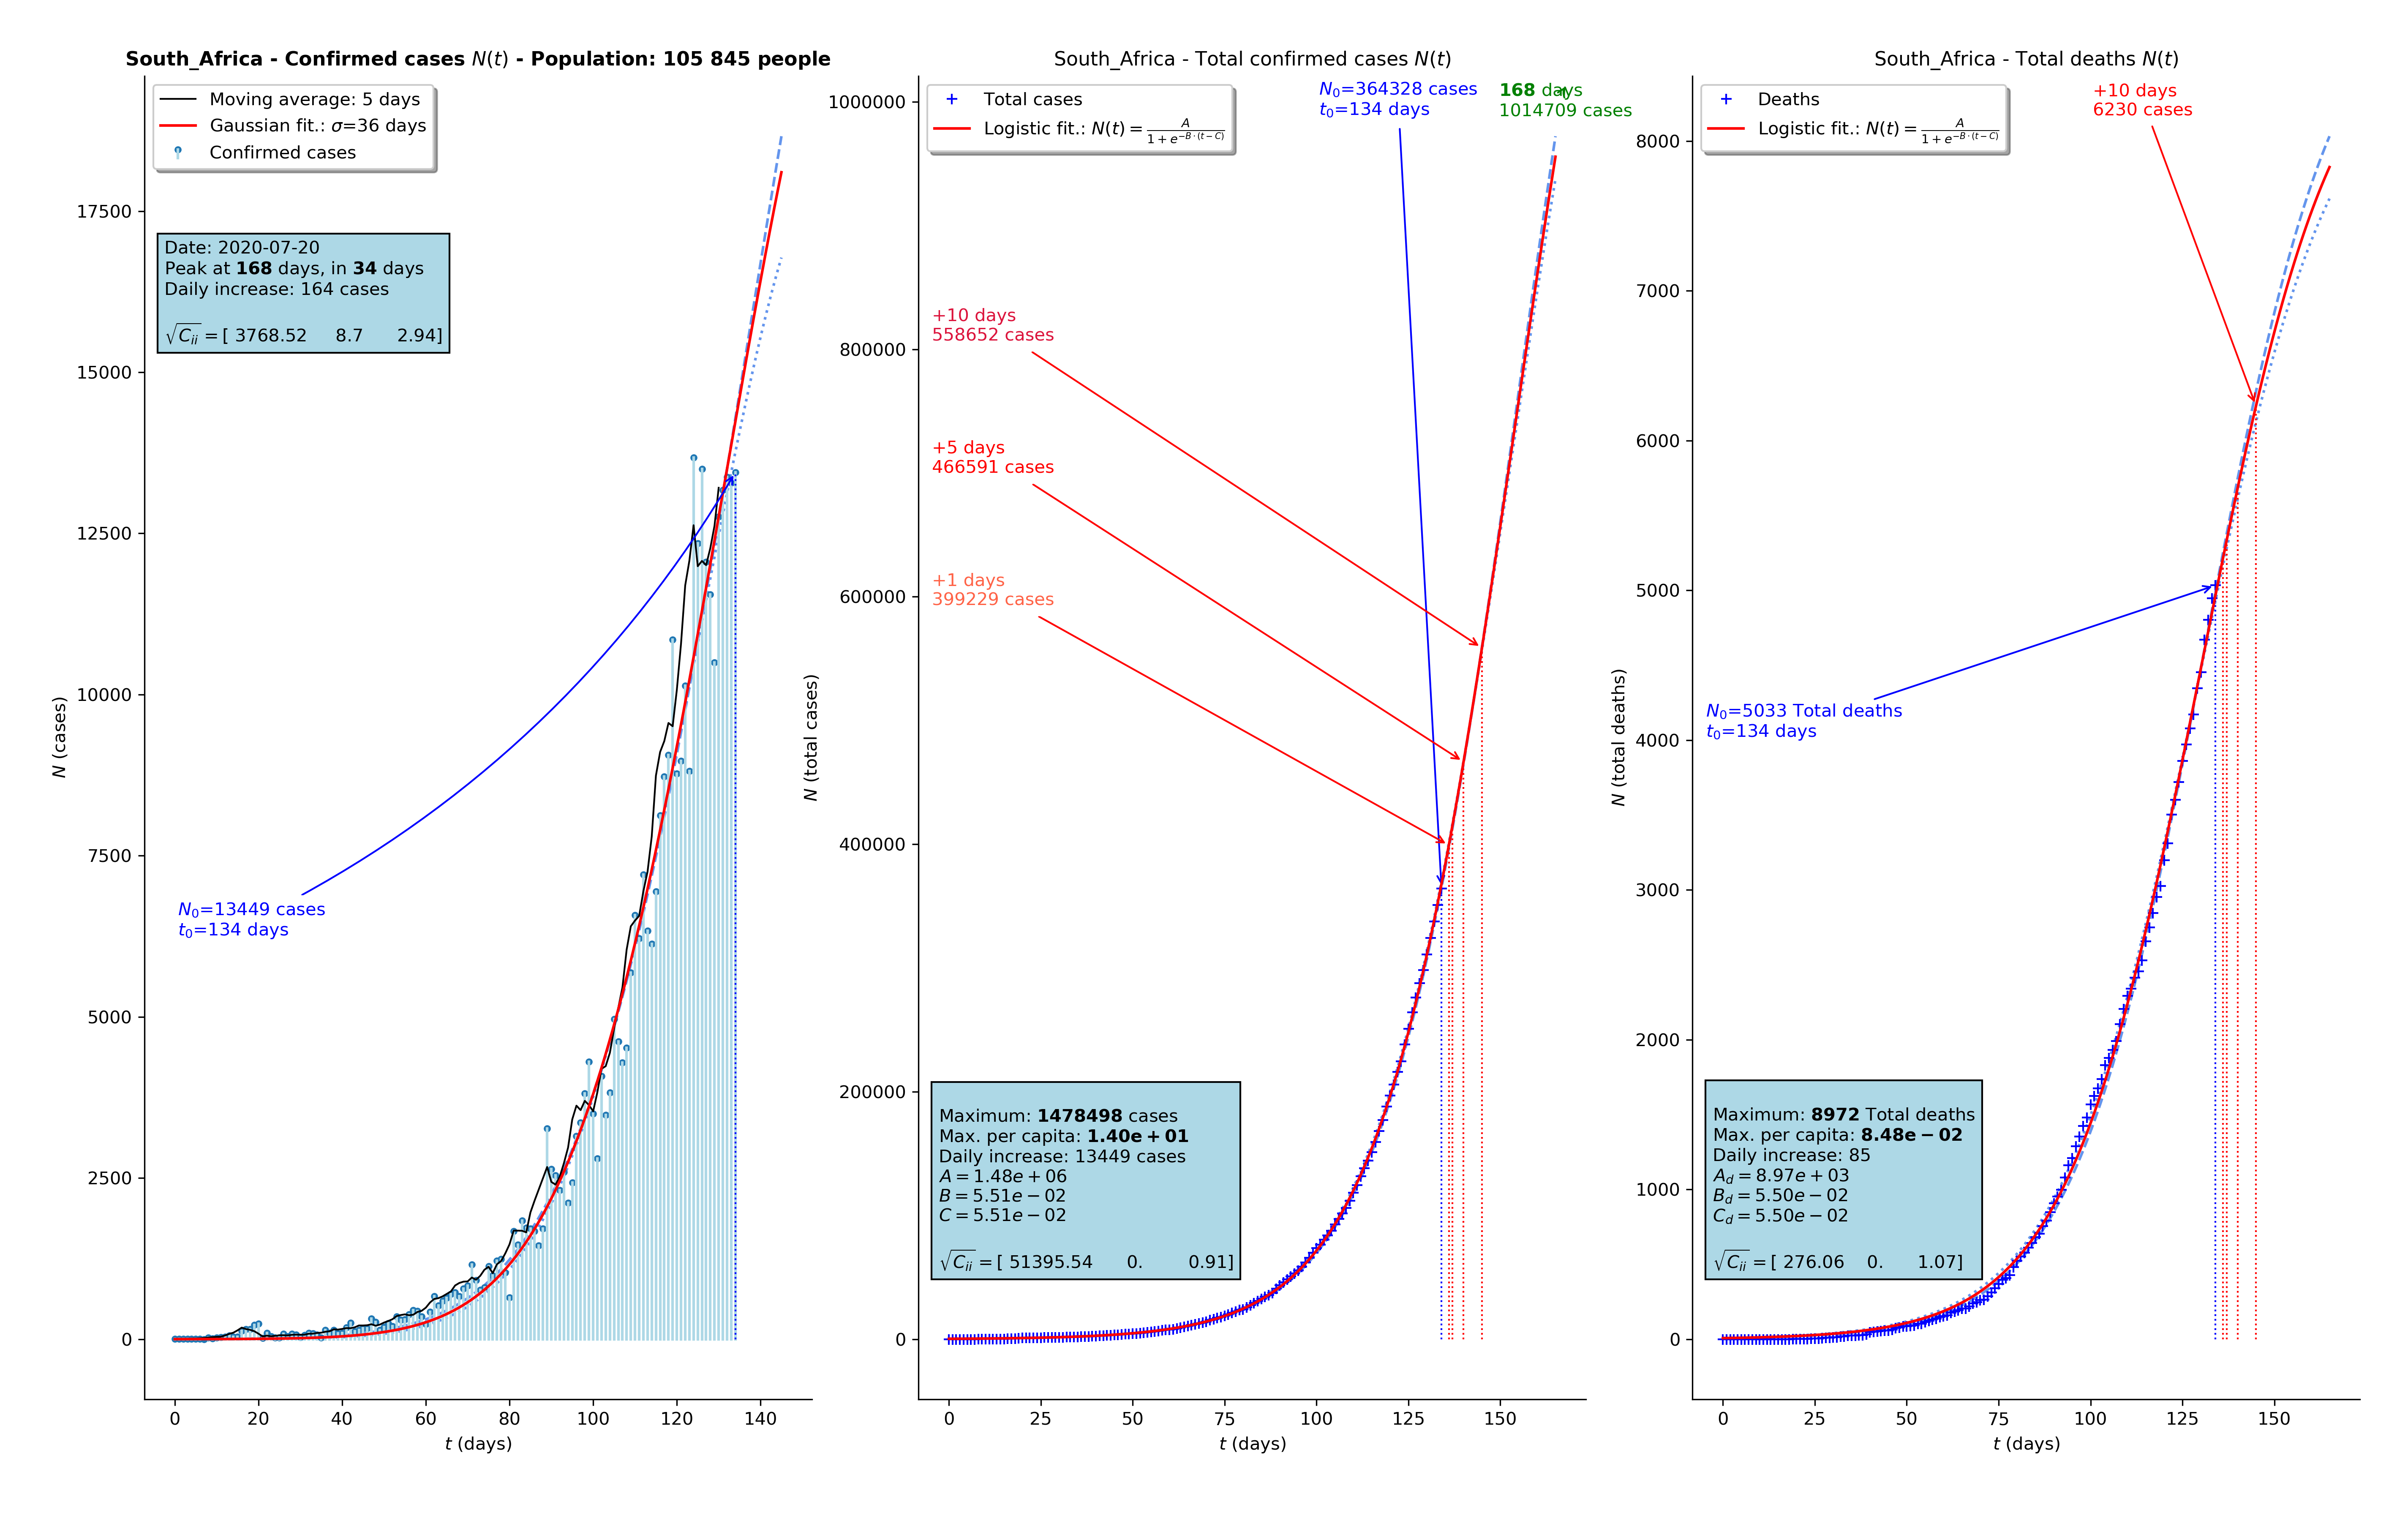 South_Africa - Confirmed cases N(t) - Population: 105 845 people
Moving average: 5 days
Gaussian fit.: σ=36 days
Confirmed cases
Date: 2020-07-20
Peak at 168 days, in 34 days
Daily increase: 164 cases
√C_ii = [ 3768.52 8.7 2.94]
N_0=13449 cases
t_0=134 days
N (cases)
17500
15000
12500
10000
7500
5000
2500
0
0 20 40 60 80 100 120 140
t (days)
South_Africa - Total confirmed cases N(t)
Total cases
Logistic fit.: N(t) = A / (1 + e^{-B·(t-C)})
N_0=364328 cases
t_0=134 days
168 days
1014709 cases
+10 days
558652 cases
+5 days
466591 cases
+1 days
399229 cases
Maximum: 1478498 cases
Max. per capita: 1.40e + 01
Daily increase: 13449 cases
A = 1.48e + 06
B = 5.51e − 02
C = 5.51e − 02
√C_ii = [ 51395.54 0. 0.91]
N (total cases)
1000000
800000
600000
400000
200000
0
0 25 50 75 100 125 150
t (days)
South_Africa - Total deaths N(t)
Deaths
Logistic fit.: N(t) = A / (1 + e^{-B·(t-C)})
+10 days
6230 cases
N_0=5033 Total deaths
t_0=134 days
Maximum: 8972 Total deaths
Max. per capita: 8.48e − 02
Daily increase: 85
A_d = 8.97e + 03
B_d = 5.50e − 02
C_d = 5.50e − 02
√C_ii = [ 276.06 0. 1.07]
N (total deaths)
8000
7000
6000
5000
4000
3000
2000
1000
0
0 25 50 75 100 125 150
t (days)